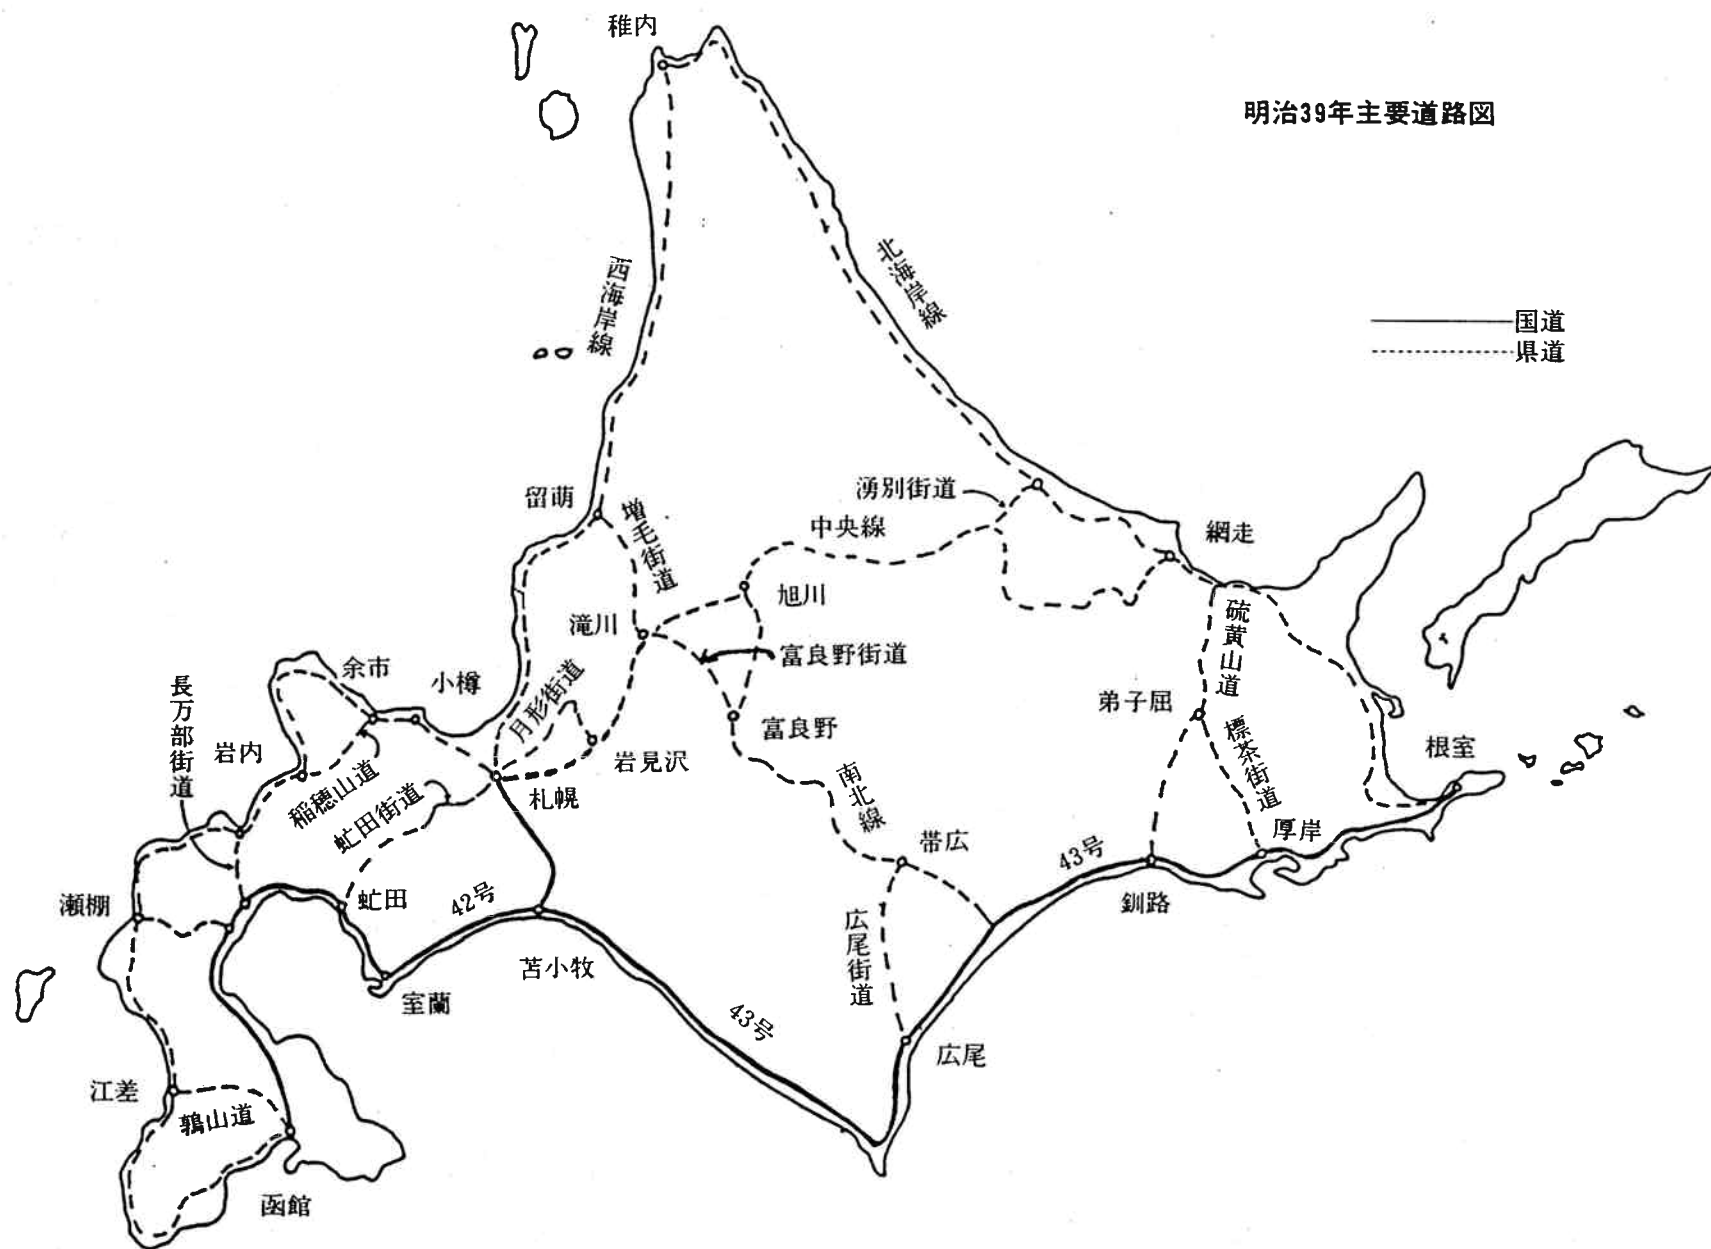 稚内
明治39年主要道路図
北海岸線
西海岸線
国道
県道
留萌
増毛街道
湧別街道
中央線
網走
旭川
滝川
硫黄山道
富良野街道
余市
小樽
月形街道
長万部街道
弟子屈
富良野
標茶街道
岩内
岩見沢
根室
稲穂山道
虻田街道
札幌
南北線
厚岸
帯広
43号
瀬棚
虻田
42号
釧路
広尾街道
苫小牧
室蘭
43号
広尾
江差
鶉山道
函館